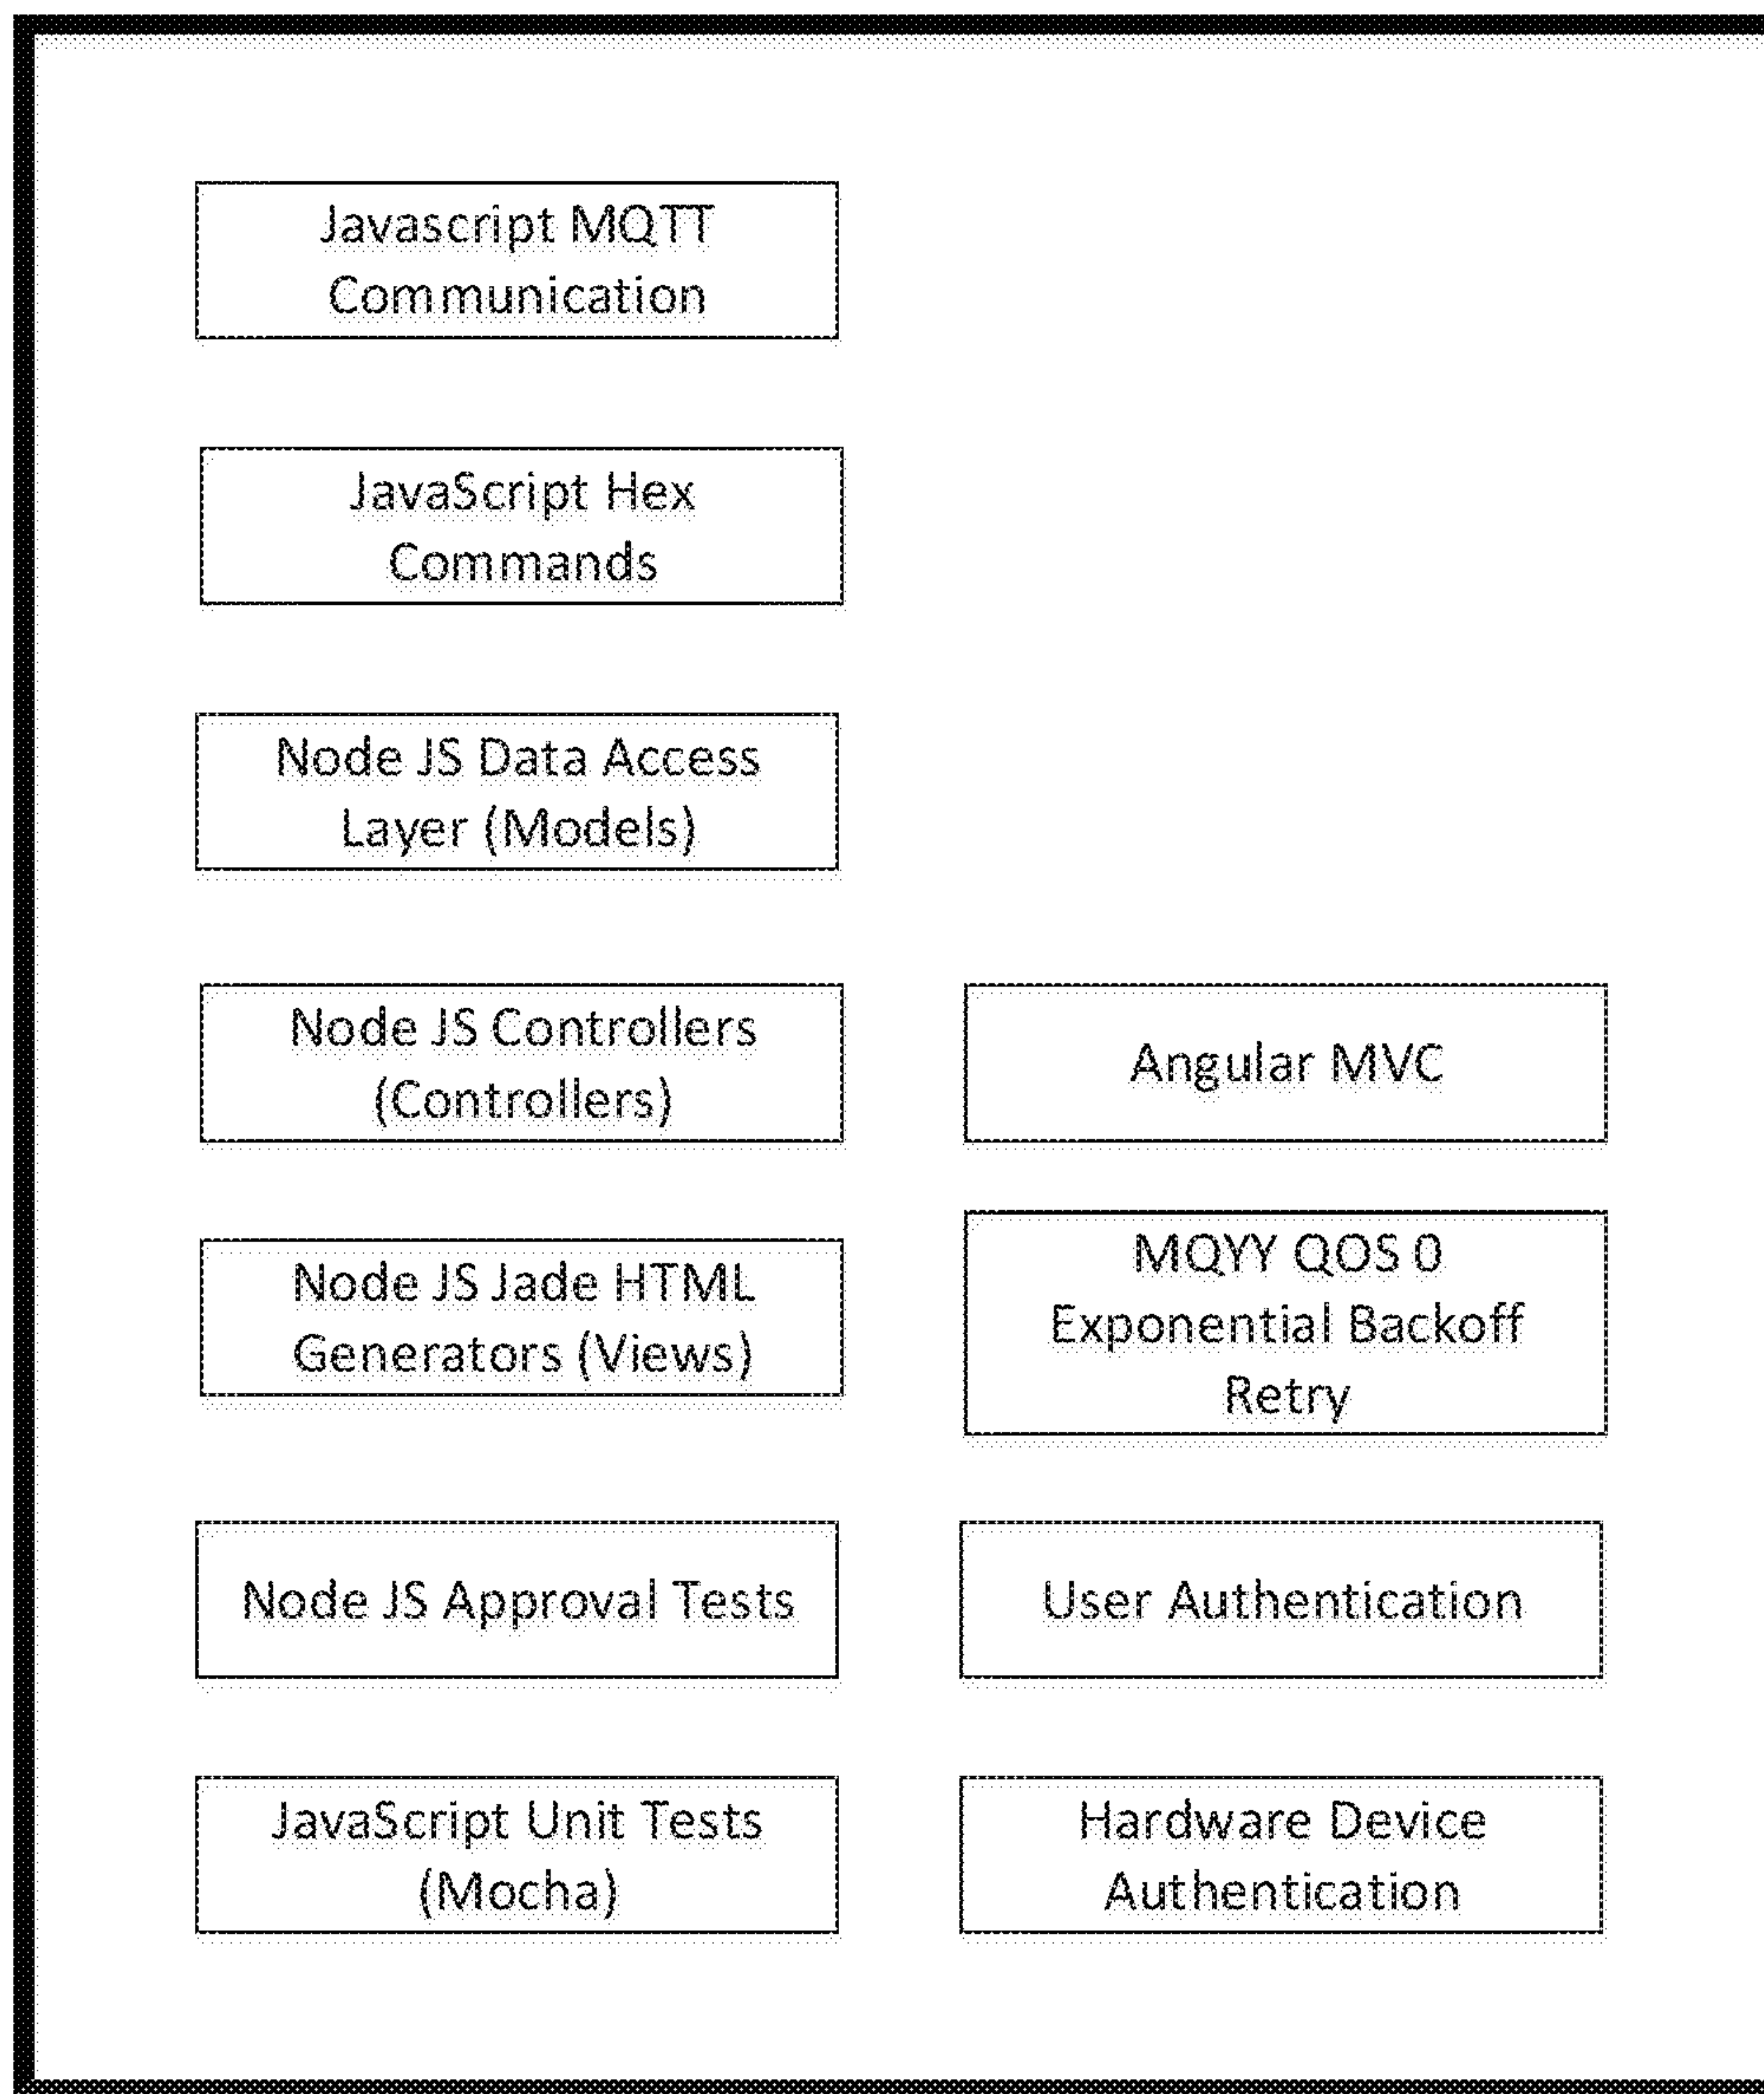 Javascript MQTT
Communication
JavaScript Hex
Commands
Node JS Data Access
Layer (Models)
Node JS Controllers
(Controllers)
Angular MVC
Node JS Jade HTML
Generators (Views)
MQYY QOS 0
Exponential Backoff
Retry
Node JS Approval Tests
User Authentication
JavaScript Unit Tests
(Mocha)
Hardware Device
Authentication